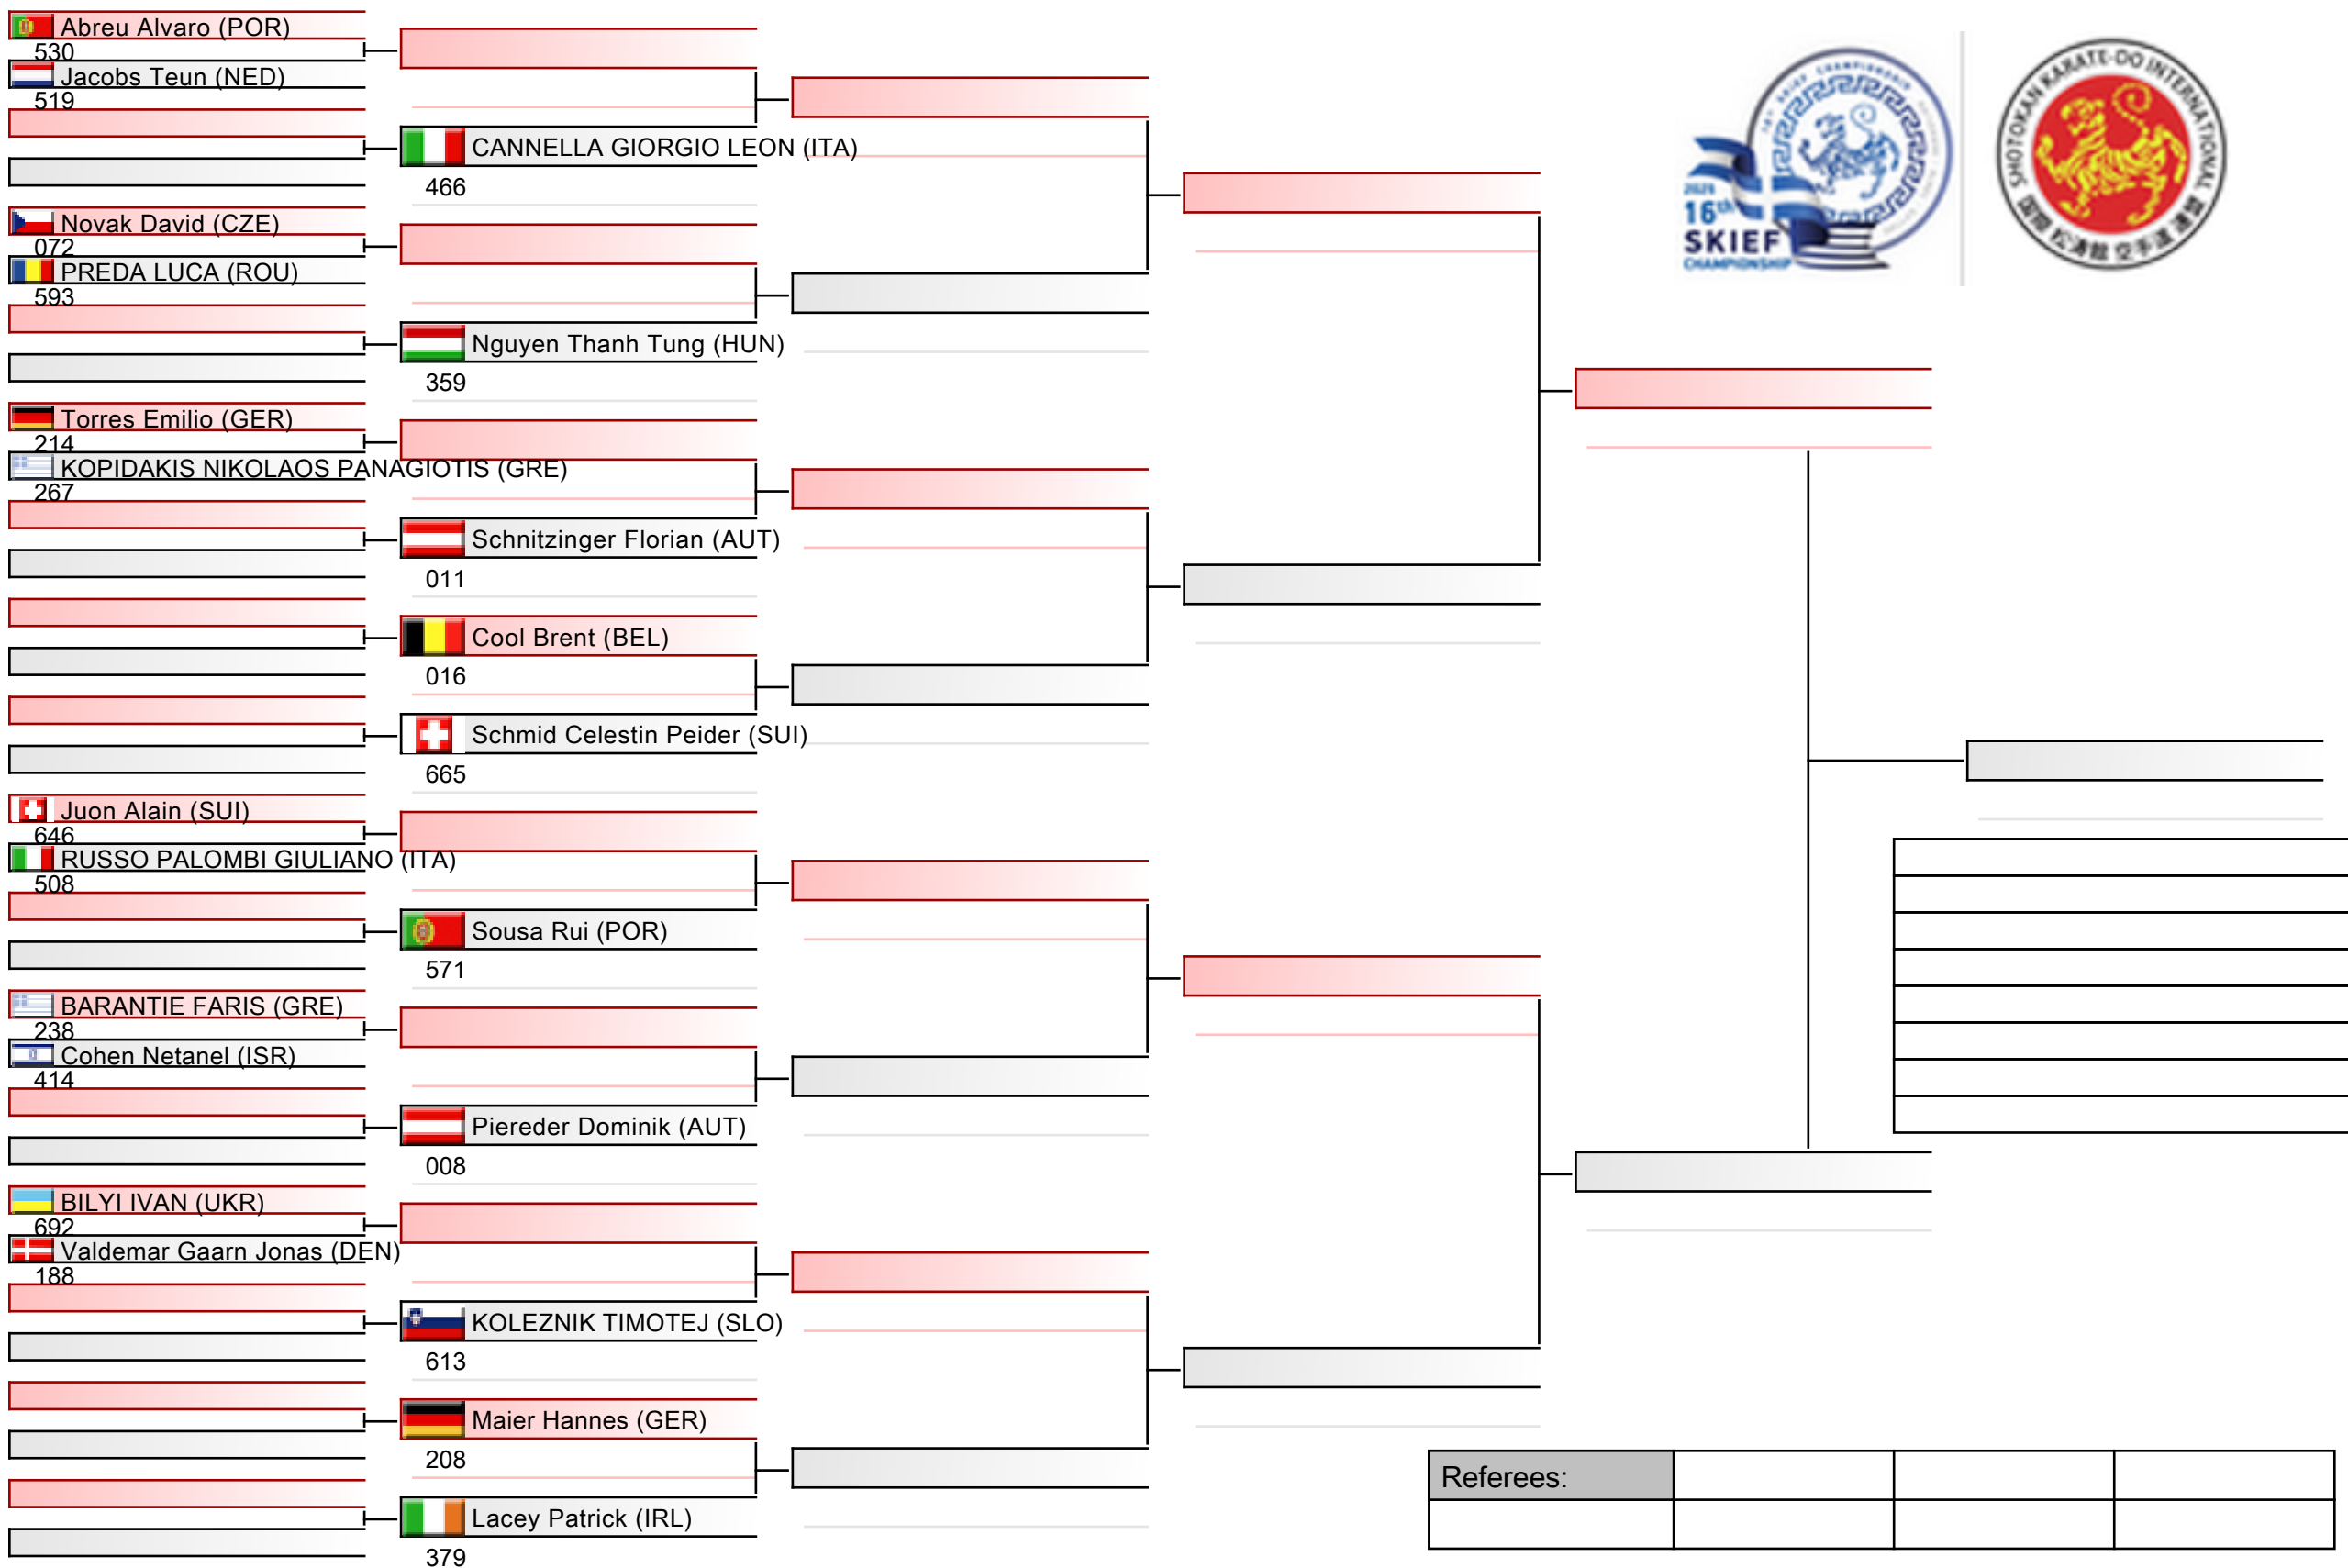 Abreu Alvaro (POR)
530
Jacobs Teun (NED)
519
CANNELLA GIORGIO LEON (ITA)
466
Novak David (CZE)
072
PREDA LUCA (ROU)
593
Nguyen Thanh Tung (HUN)
359
Torres Emilio (GER)
214
KOPIDAKIS NIKOLAOS PANAGIOTIS (GRE)
267
Schnitzinger Florian (AUT)
011
Cool Brent (BEL)
016
Schmid Celestin Peider (SUI)
665
Juon Alain (SUI)
646
RUSSO PALOMBI GIULIANO (ITA)
508
Sousa Rui (POR)
571
BARANTIE FARIS (GRE)
238
Cohen Netanel (ISR)
414
Piereder Dominik (AUT)
008
BILYI IVAN (UKR)
692
Valdemar Gaarn Jonas (DEN)
188
KOLEZNIK TIMOTEJ (SLO)
613
Maier Hannes (GER)
208
Lacey Patrick (IRL)
379
16th
SKIEF
CHAMPIONSHIP
SHOTOKAN KARATE-DO INTERNATIONAL
Referees: